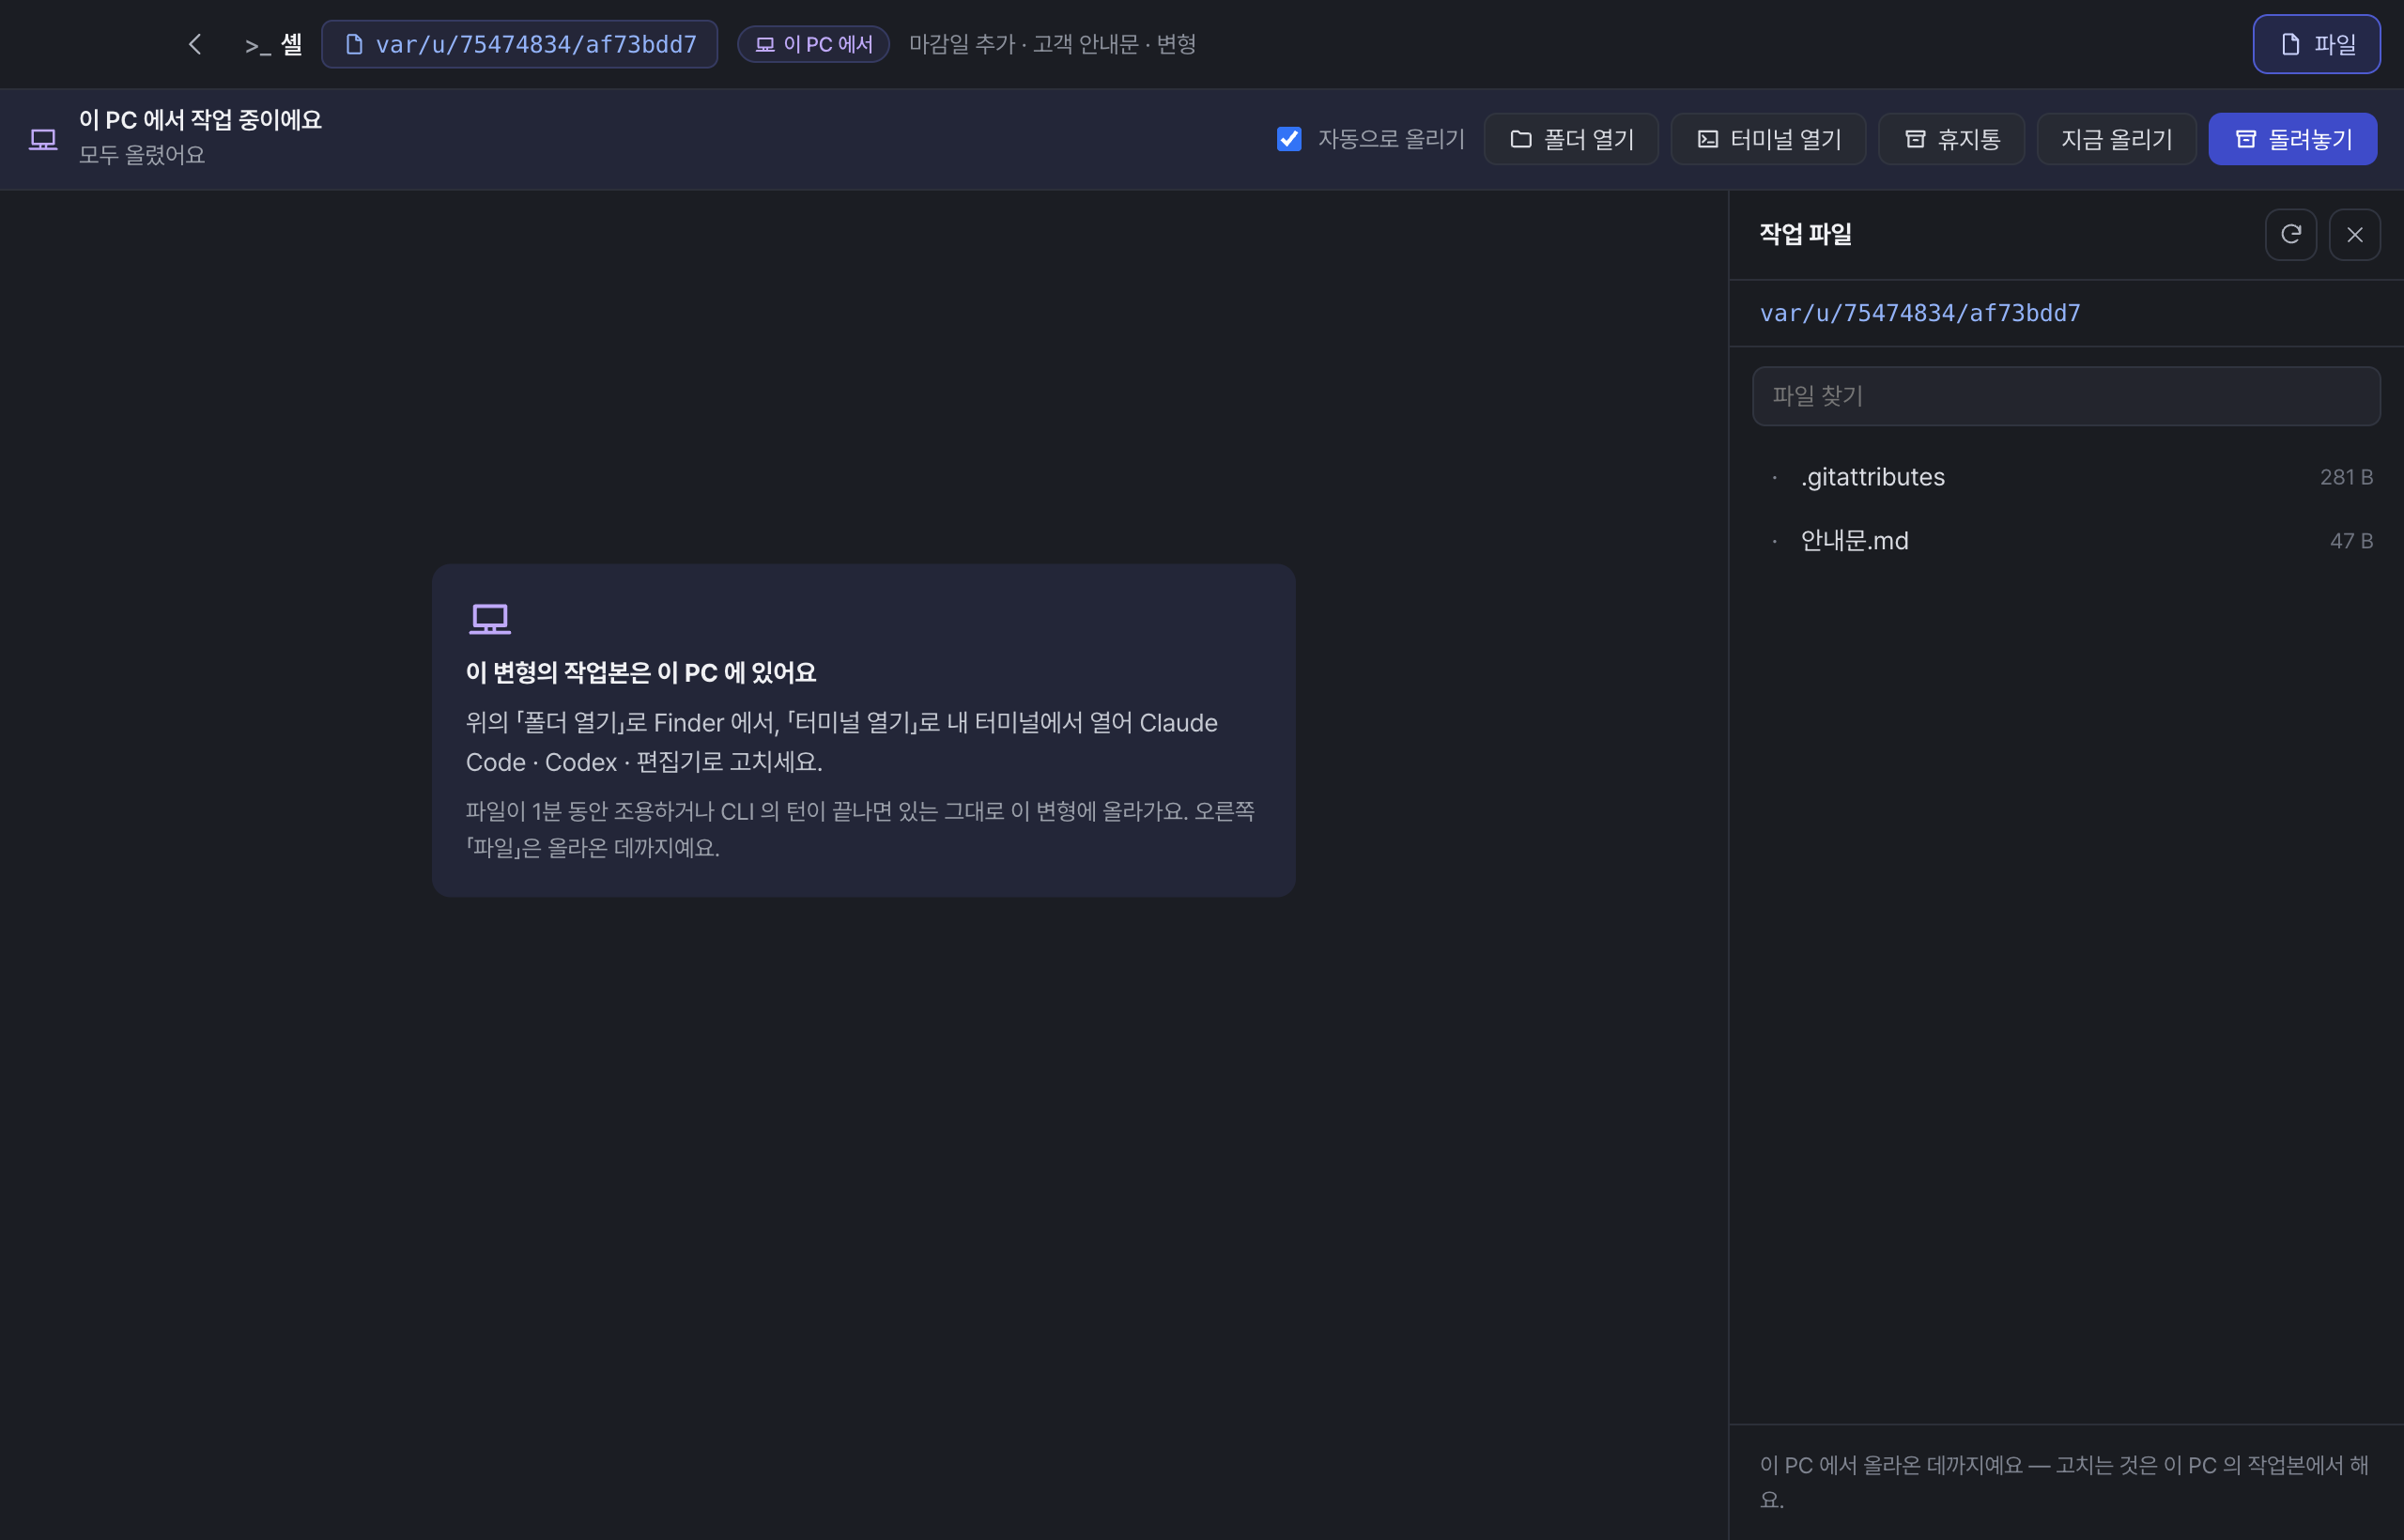 >_ 셸 var/u/75474834/af73bdd7 이 PC 에서 마감일 추가 · 고객 안내문 · 변형 파일
이 PC 에서 작업 중이에요
모두 올렸어요
자동으로 올리기 폴더 열기 터미널 열기 휴지통 지금 올리기 돌려놓기
작업 파일
var/u/75474834/af73bdd7
파일 찾기
· .gitattributes 281 B
· 안내문.md 47 B
이 변형의 작업본은 이 PC 에 있어요
위의 「폴더 열기」로 Finder 에서, 「터미널 열기」로 내 터미널에서 열어 Claude
Code · Codex · 편집기로 고치세요.
파일이 1분 동안 조용하거나 CLI 의 턴이 끝나면 있는 그대로 이 변형에 올라가요. 오른쪽
「파일」은 올라온 데까지예요.
이 PC 에서 올라온 데까지예요 — 고치는 것은 이 PC 의 작업본에서 해
요.